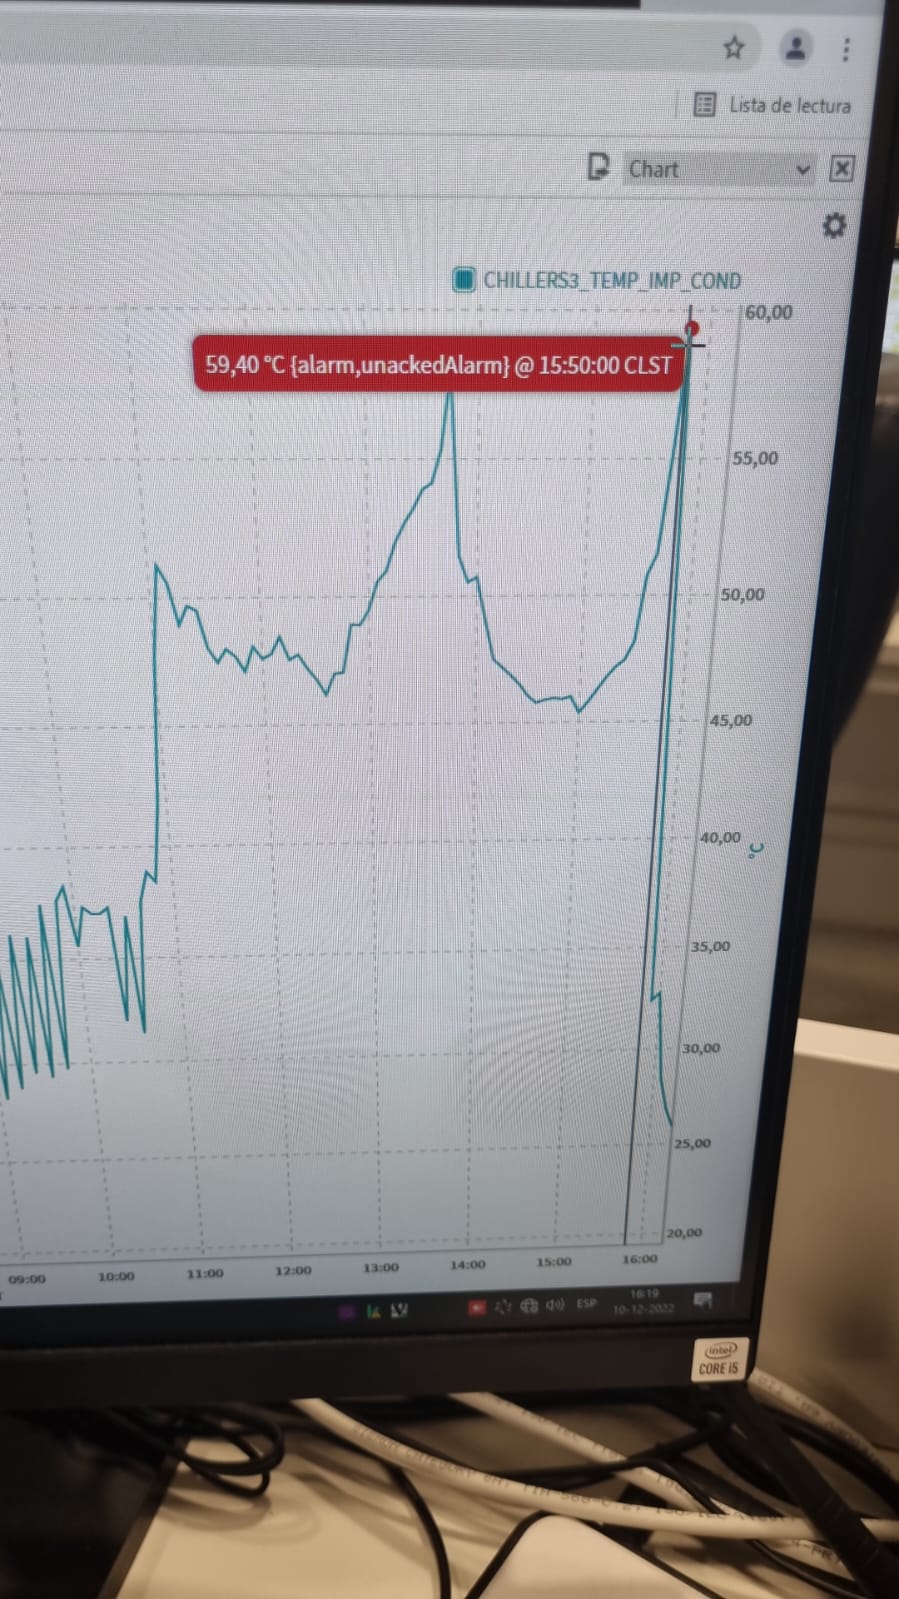 Lista de lectura
Chart
CHILLERS3_TEMP_IMP_COND
60,00
59,40 °C {alarm,unackedAlarm} @ 15:50:00 CLST
55,00
50,00
45,00
40,00
°C
35,00
30,00
25,00
20,00
09:00 10:00 11:00 12:00 13:00 14:00 15:00 16:00
ESP 16:19
10-12-2022
intel
CORE i5